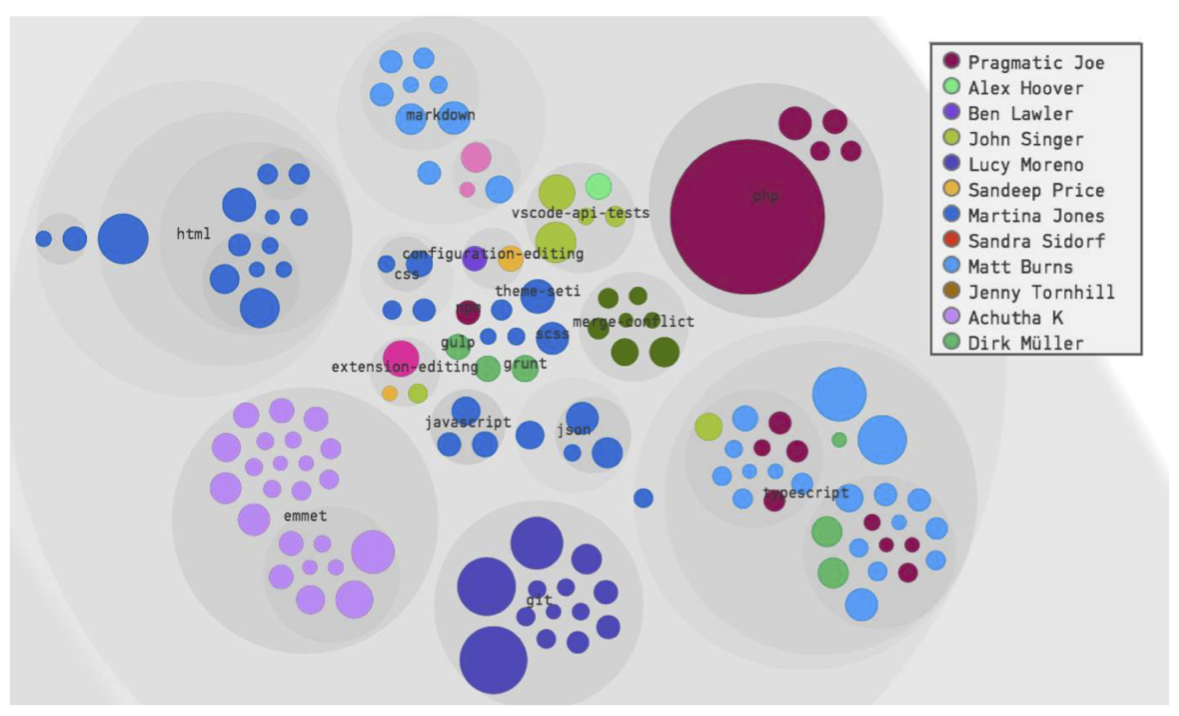 markdown
html
vscode-api-tests
php
configuration-editing
css
theme-seti
merge-conflict
scss
gulp
grunt
extension-editing
javascript
json
emmet
typescript
git
Pragmatic Joe
Alex Hoover
Ben Lawler
John Singer
Lucy Moreno
Sandeep Price
Martina Jones
Sandra Sidorf
Matt Burns
Jenny Tornhill
Achutha K
Dirk Müller